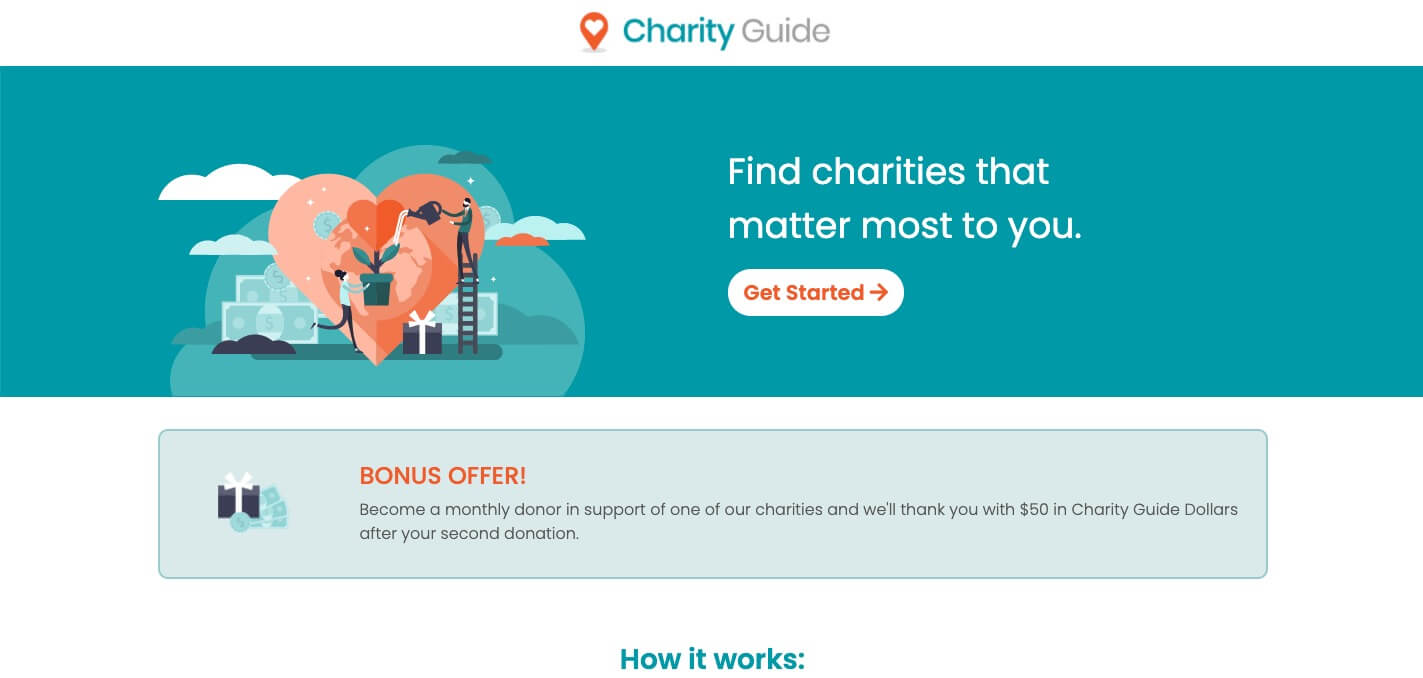 Charity Guide
Find charities that
matter most to you.
Get Started →
BONUS OFFER!
Become a monthly donor in support of one of our charities and we'll thank you with $50 in Charity Guide Dollars
after your second donation.
How it works: